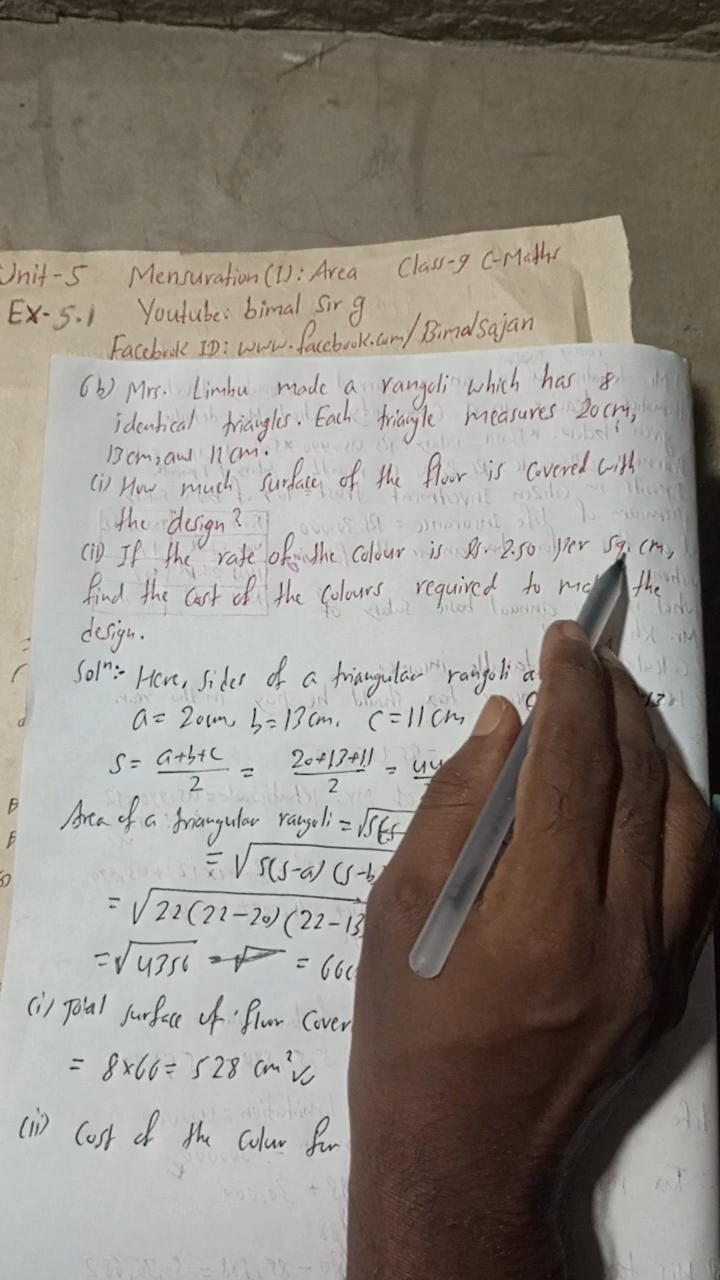 Unit-5 Mensuration (I): Area Class-9 C-Maths
Ex-5.1 Youtube: bimal Sir g
Facebook ID: www.facebook.com/BimalSajan
6b) Mrs. Limbu made a rangoli which has 8
identical triangles. Each triangle measures 20cm,
13cm, and 11cm.
(i) How much surface of the floor is covered with
the design?
(ii) If the rate of the colour is Rs. 2.50 per sq. cm,
find the cost of the colours required to the
design.
Soln:- Here, sides of a triangular rangoli
a = 20cm, b = 13cm, c = 11cm
S = a+b+c/2 = 20+13+11/2 = 44
Area of a triangular rangoli = √S(S-
= √S(S-a)(S-b
= √22(22-20)(22-13
= √4356 = 66
(i) Total surface of floor cover
= 8×66 = 528 cm²
(ii) Cost of the colour for